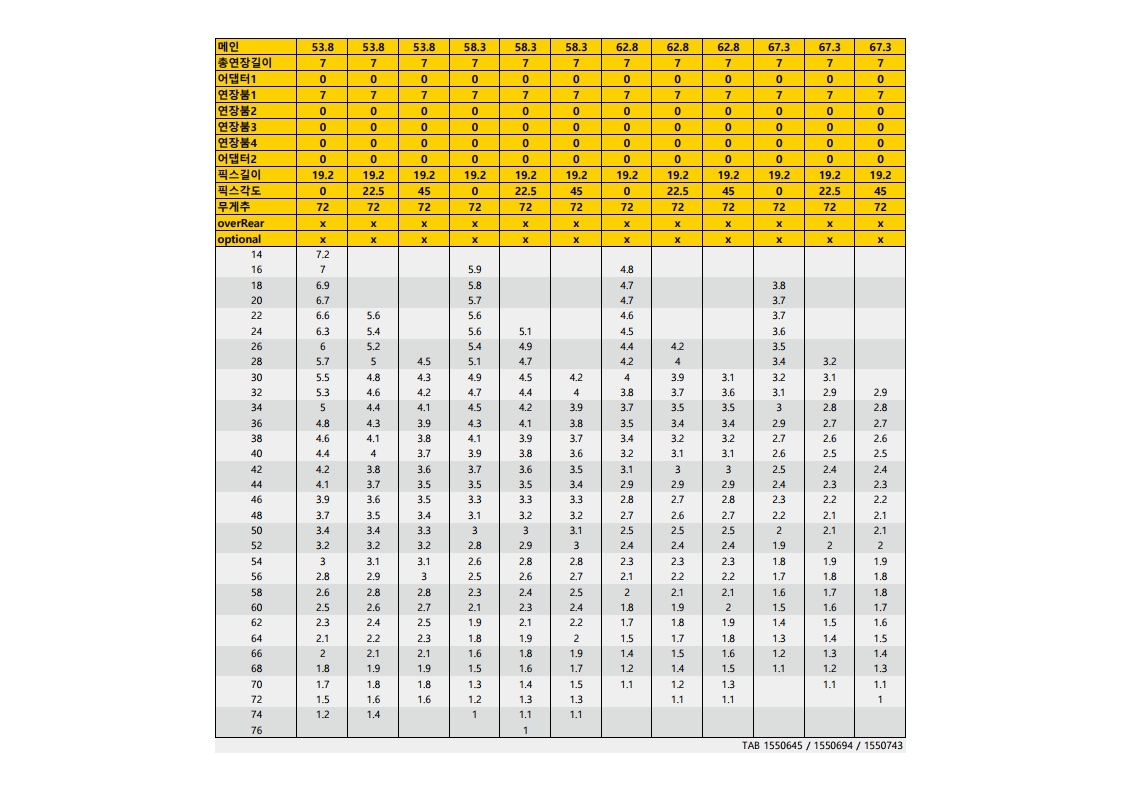 메인 53.8 53.8 53.8 58.3 58.3 58.3 62.8 62.8 62.8 67.3 67.3 67.3
총연장길이 7 7 7 7 7 7 7 7 7 7 7 7
어댑터1 0 0 0 0 0 0 0 0 0 0 0 0
연장붐1 7 7 7 7 7 7 7 7 7 7 7 7
연장붐2 0 0 0 0 0 0 0 0 0 0 0 0
연장붐3 0 0 0 0 0 0 0 0 0 0 0 0
연장붐4 0 0 0 0 0 0 0 0 0 0 0 0
어댑터2 0 0 0 0 0 0 0 0 0 0 0 0
픽스길이 19.2 19.2 19.2 19.2 19.2 19.2 19.2 19.2 19.2 19.2 19.2 19.2
픽스각도 0 22.5 45 0 22.5 45 0 22.5 45 0 22.5 45
무게추 72 72 72 72 72 72 72 72 72 72 72 72
overRear x x x x x x x x x x x x
optional x x x x x x x x x x x x
14 7.2
16 7 5.9 4.8
18 6.9 5.8 4.7 3.8
20 6.7 5.7 4.7 3.7
22 6.6 5.6 5.6 4.6 3.7
24 6.3 5.4 5.6 5.1 4.5 3.6
26 6 5.2 5.4 4.9 4.4 4.2 3.5
28 5.7 5 4.5 5.1 4.7 4.2 4 3.4 3.2
30 5.5 4.8 4.3 4.9 4.5 4.2 4 3.9 3.1 3.2 3.1
32 5.3 4.6 4.2 4.7 4.4 4 3.8 3.7 3.6 3.1 2.9 2.9
34 5 4.4 4.1 4.5 4.2 3.9 3.7 3.5 3.5 3 2.8 2.8
36 4.8 4.3 3.9 4.3 4.1 3.8 3.5 3.4 3.4 2.9 2.7 2.7
38 4.6 4.1 3.8 4.1 3.9 3.7 3.4 3.2 3.2 2.7 2.6 2.6
40 4.4 4 3.7 3.9 3.8 3.6 3.2 3.1 3.1 2.6 2.5 2.5
42 4.2 3.8 3.6 3.7 3.6 3.5 3.1 3 3 2.5 2.4 2.4
44 4.1 3.7 3.5 3.5 3.5 3.4 2.9 2.9 2.9 2.4 2.3 2.3
46 3.9 3.6 3.5 3.3 3.3 3.3 2.8 2.7 2.8 2.3 2.2 2.2
48 3.7 3.5 3.4 3.1 3.2 3.2 2.7 2.6 2.7 2.2 2.1 2.1
50 3.4 3.4 3.3 3 3 3.1 2.5 2.5 2.5 2 2.1 2.1
52 3.2 3.2 3.2 2.8 2.9 3 2.4 2.4 2.4 1.9 2 2
54 3 3.1 3.1 2.6 2.8 2.8 2.3 2.3 2.3 1.8 1.9 1.9
56 2.8 2.9 3 2.5 2.6 2.7 2.1 2.2 2.2 1.7 1.8 1.8
58 2.6 2.8 2.8 2.3 2.4 2.5 2 2.1 2.1 1.6 1.7 1.8
60 2.5 2.6 2.7 2.1 2.3 2.4 1.8 1.9 2 1.5 1.6 1.7
62 2.3 2.4 2.5 1.9 2.1 2.2 1.7 1.8 1.9 1.4 1.5 1.6
64 2.1 2.2 2.3 1.8 1.9 2 1.5 1.7 1.8 1.3 1.4 1.5
66 2 2.1 2.1 1.6 1.8 1.9 1.4 1.5 1.6 1.2 1.3 1.4
68 1.8 1.9 1.9 1.5 1.6 1.7 1.2 1.4 1.5 1.1 1.2 1.3
70 1.7 1.8 1.8 1.3 1.4 1.5 1.1 1.2 1.3 1.1 1.1
72 1.5 1.6 1.6 1.2 1.3 1.3 1.1 1.1 1
74 1.2 1.4 1 1.1 1.1
76 1
TAB 1550645 / 1550694 / 1550743